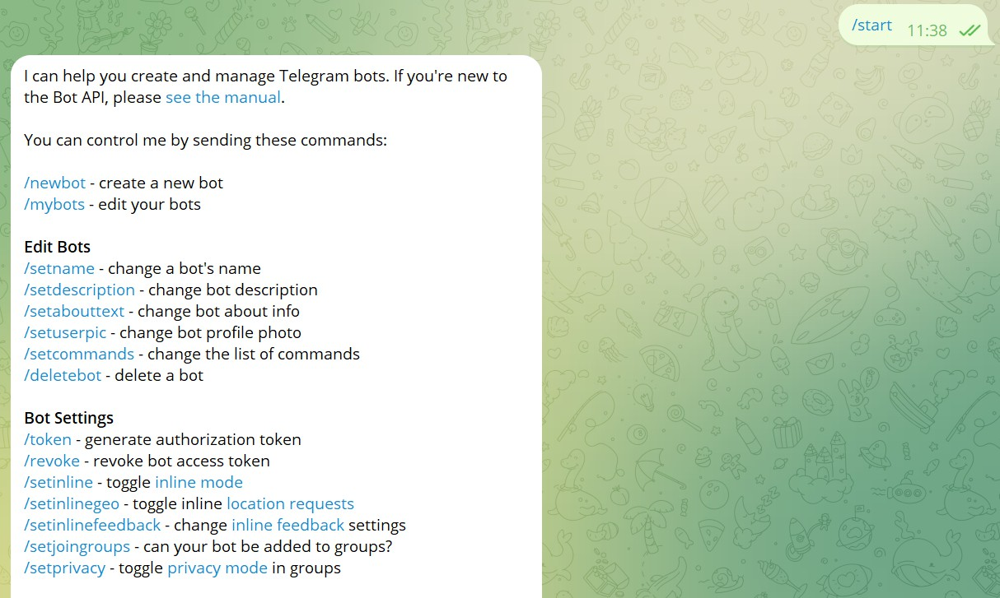 /start 11:38
I can help you create and manage Telegram bots. If you're new to
the Bot API, please see the manual.
You can control me by sending these commands:
/newbot - create a new bot
/mybots - edit your bots
Edit Bots
/setname - change a bot's name
/setdescription - change bot description
/setabouttext - change bot about info
/setuserpic - change bot profile photo
/setcommands - change the list of commands
/deletebot - delete a bot
Bot Settings
/token - generate authorization token
/revoke - revoke bot access token
/setinline - toggle inline mode
/setinlinegeo - toggle inline location requests
/setinlinefeedback - change inline feedback settings
/setjoingroups - can your bot be added to groups?
/setprivacy - toggle privacy mode in groups